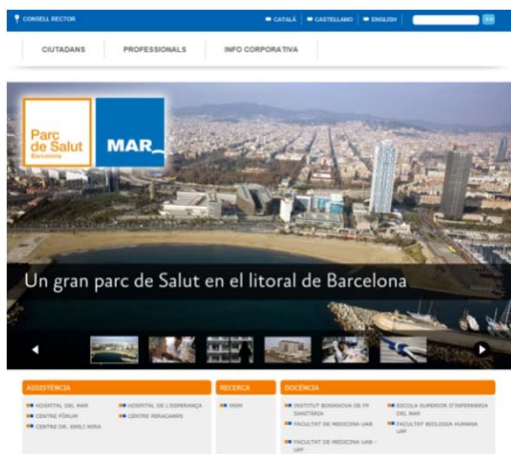 CONSELL RECTOR
CATALÀ
CASTELLANO
ENGLISH
CIUTADANS
PROFESSIONALS
INFO CORPORATIVA
Parc
de Salut
Barcelona
MAR
Un gran parc de Salut en el litoral de Barcelona
ASSISTÈNCIA
HOSPITAL DEL MAR
CENTRE FÒRUM
CENTRE DR. EMILI MIRA
HOSPITAL DE L'ESPERANÇA
CENTRE PERACAMPS
RECERCA
IMIM
DOCÈNCIA
INSTITUT BONANOVA DE FP
SANITÀRIA
FACULTAT DE MEDICINA UAB
FACULTAT DE MEDICINA UAB -
UPF
ESCOLA SUPERIOR D'INFERMERIA
DEL MAR
FACULTAT BIOLOGIA HUMANA
UPF